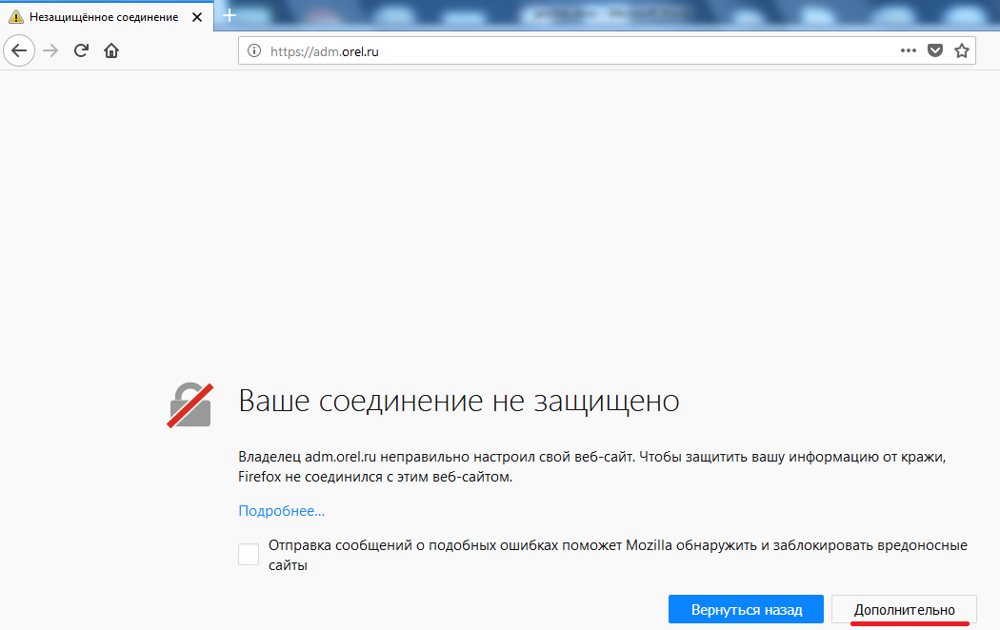 Незащищённое соединение
https://adm.orel.ru
Ваше соединение не защищено
Владелец adm.orel.ru неправильно настроил свой веб-сайт. Чтобы защитить вашу информацию от кражи,
Firefox не соединился с этим веб-сайтом.
Подробнее...
Отправка сообщений о подобных ошибках поможет Mozilla обнаружить и заблокировать вредоносные
сайты
Вернуться назад
Дополнительно